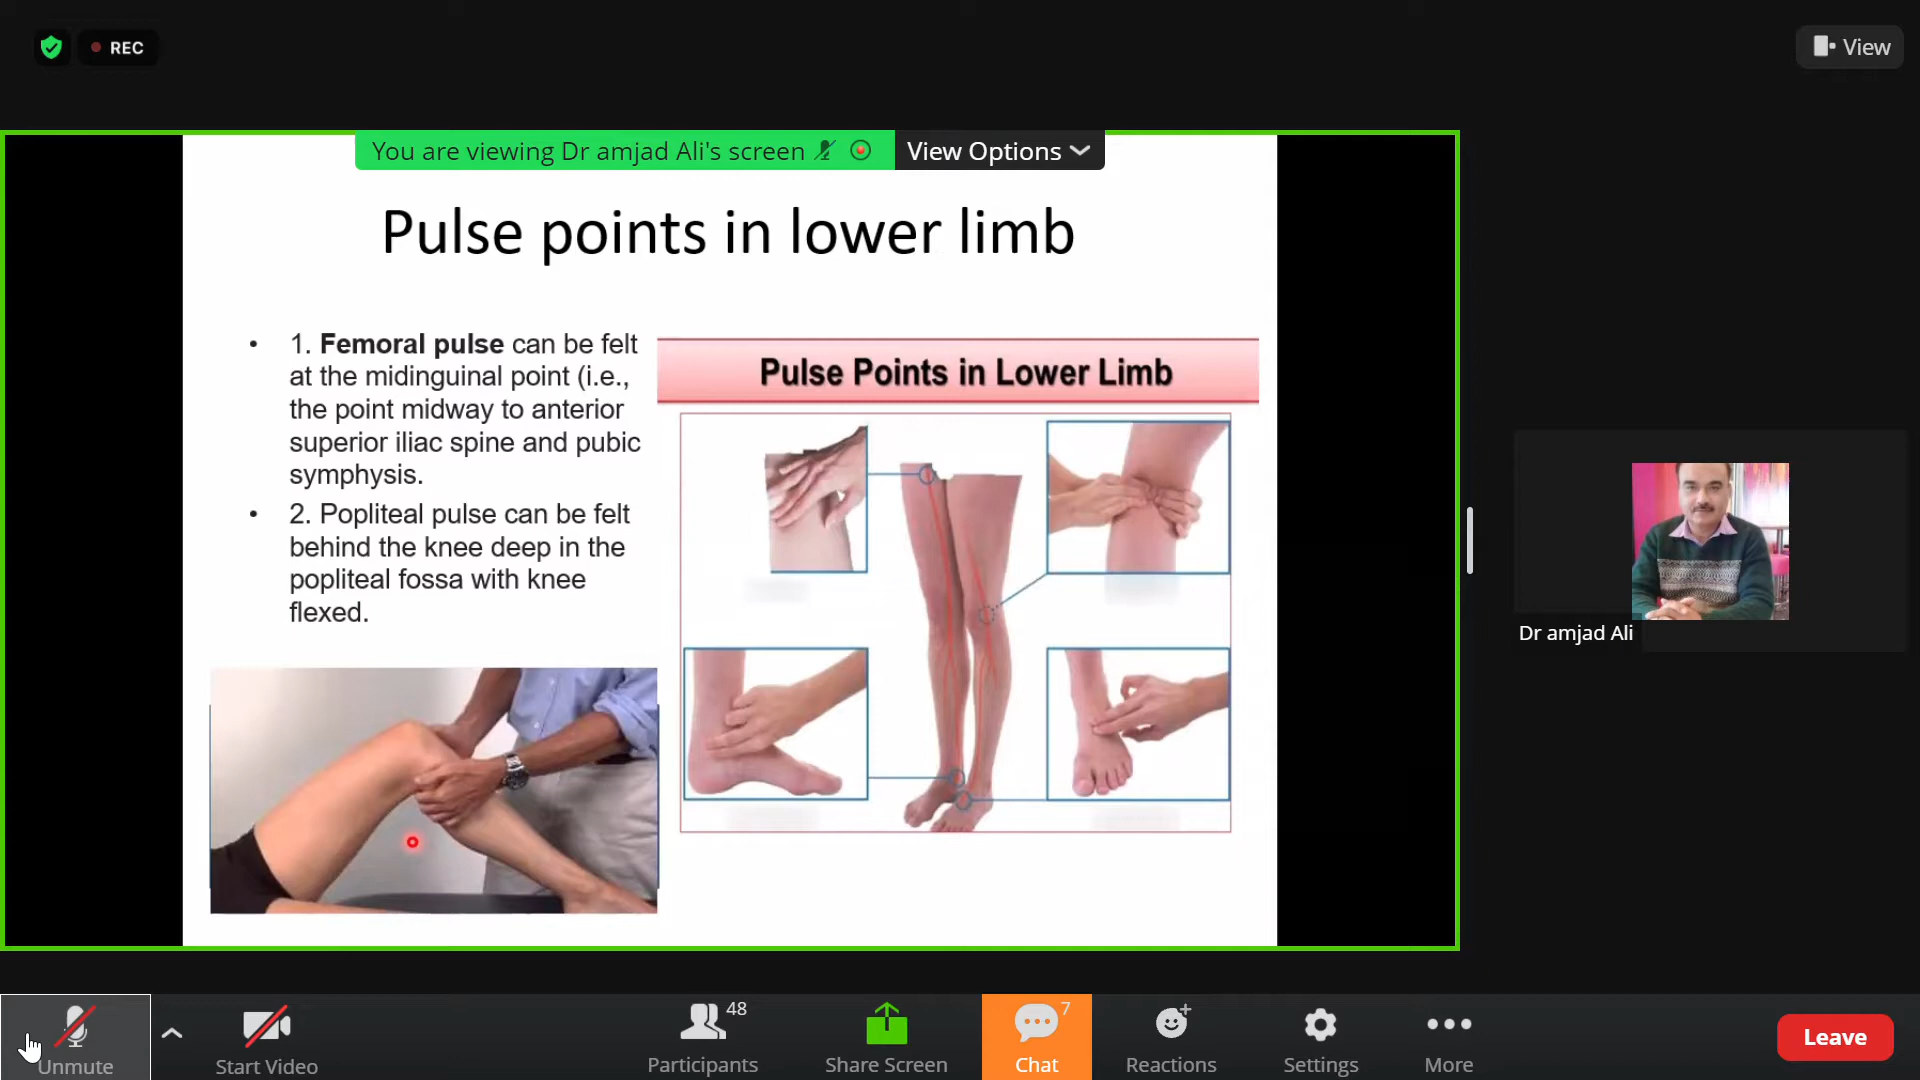 REC
View
You are viewing Dr amjad Ali's screen
View Options
Pulse points in lower limb
• 1. Femoral pulse can be felt
at the midinguinal point (i.e.,
the point midway to anterior
superior iliac spine and pubic
symphysis.
• 2. Popliteal pulse can be felt
behind the knee deep in the
popliteal fossa with knee
flexed.
Pulse Points in Lower Limb
Dr amjad Ali
Unmute
Start Video
48
Participants
Share Screen
7
Chat
Reactions
Settings
More
Leave